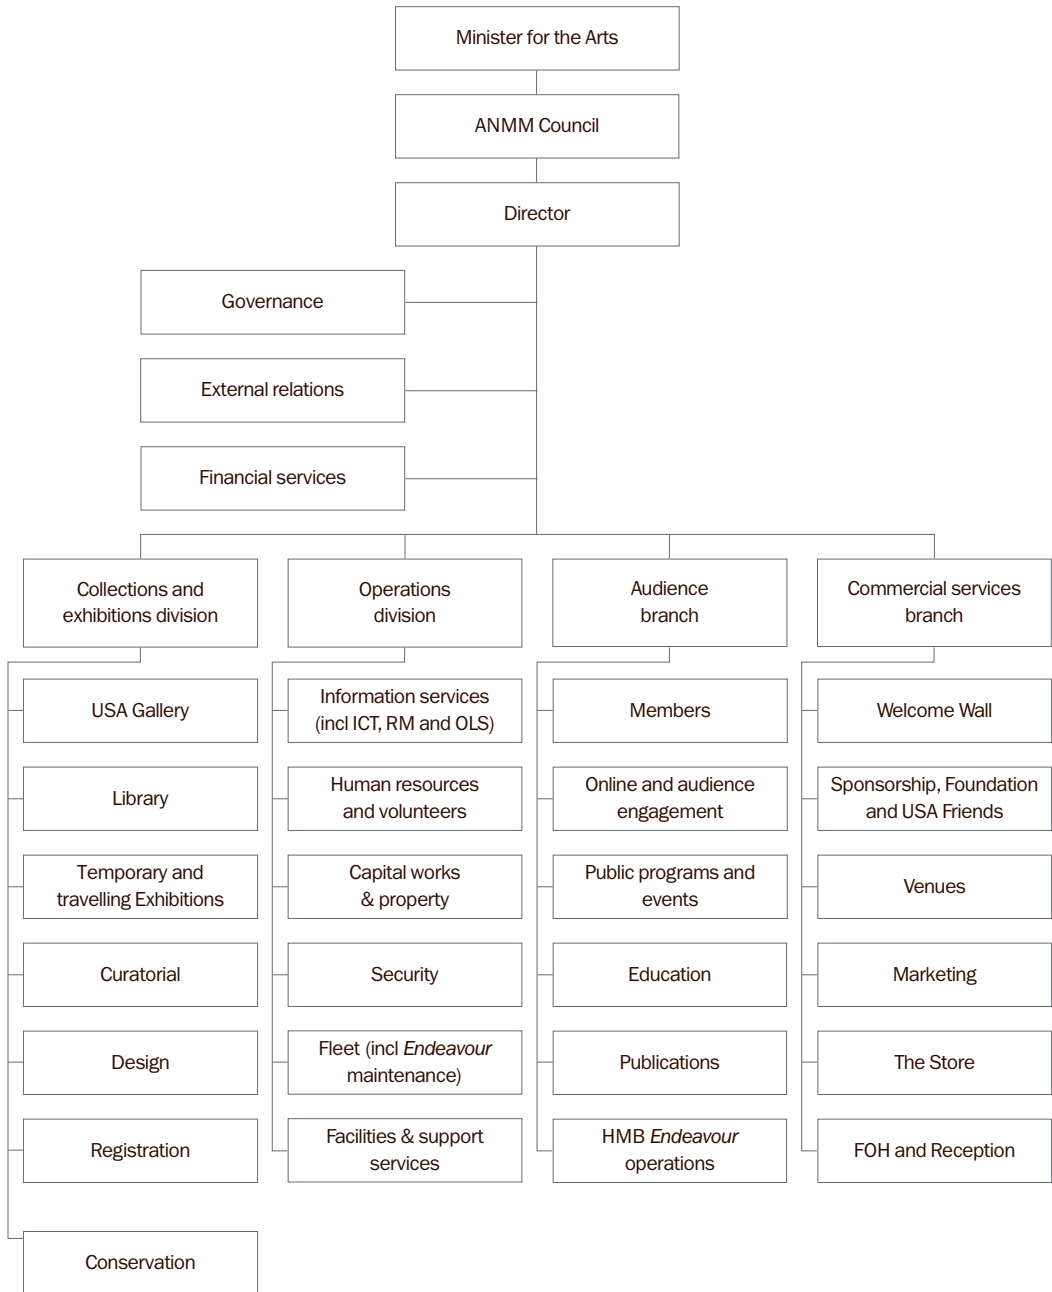 Minister for the Arts
ANMM Council
Director
Governance
External relations
Financial services
Collections and
exhibitions division
USA Gallery
Library
Temporary and
travelling Exhibitions
Curatorial
Design
Registration
Conservation
Operations
division
Information services
(incl ICT, RM and OLS)
Human resources
and volunteers
Capital works
& property
Security
Fleet (incl Endeavour
maintenance)
Facilities & support
services
Audience
branch
Members
Online and audience
engagement
Public programs and
events
Education
Publications
HMB Endeavour
operations
Commercial services
branch
Welcome Wall
Sponsorship, Foundation
and USA Friends
Venues
Marketing
The Store
FOH and Reception